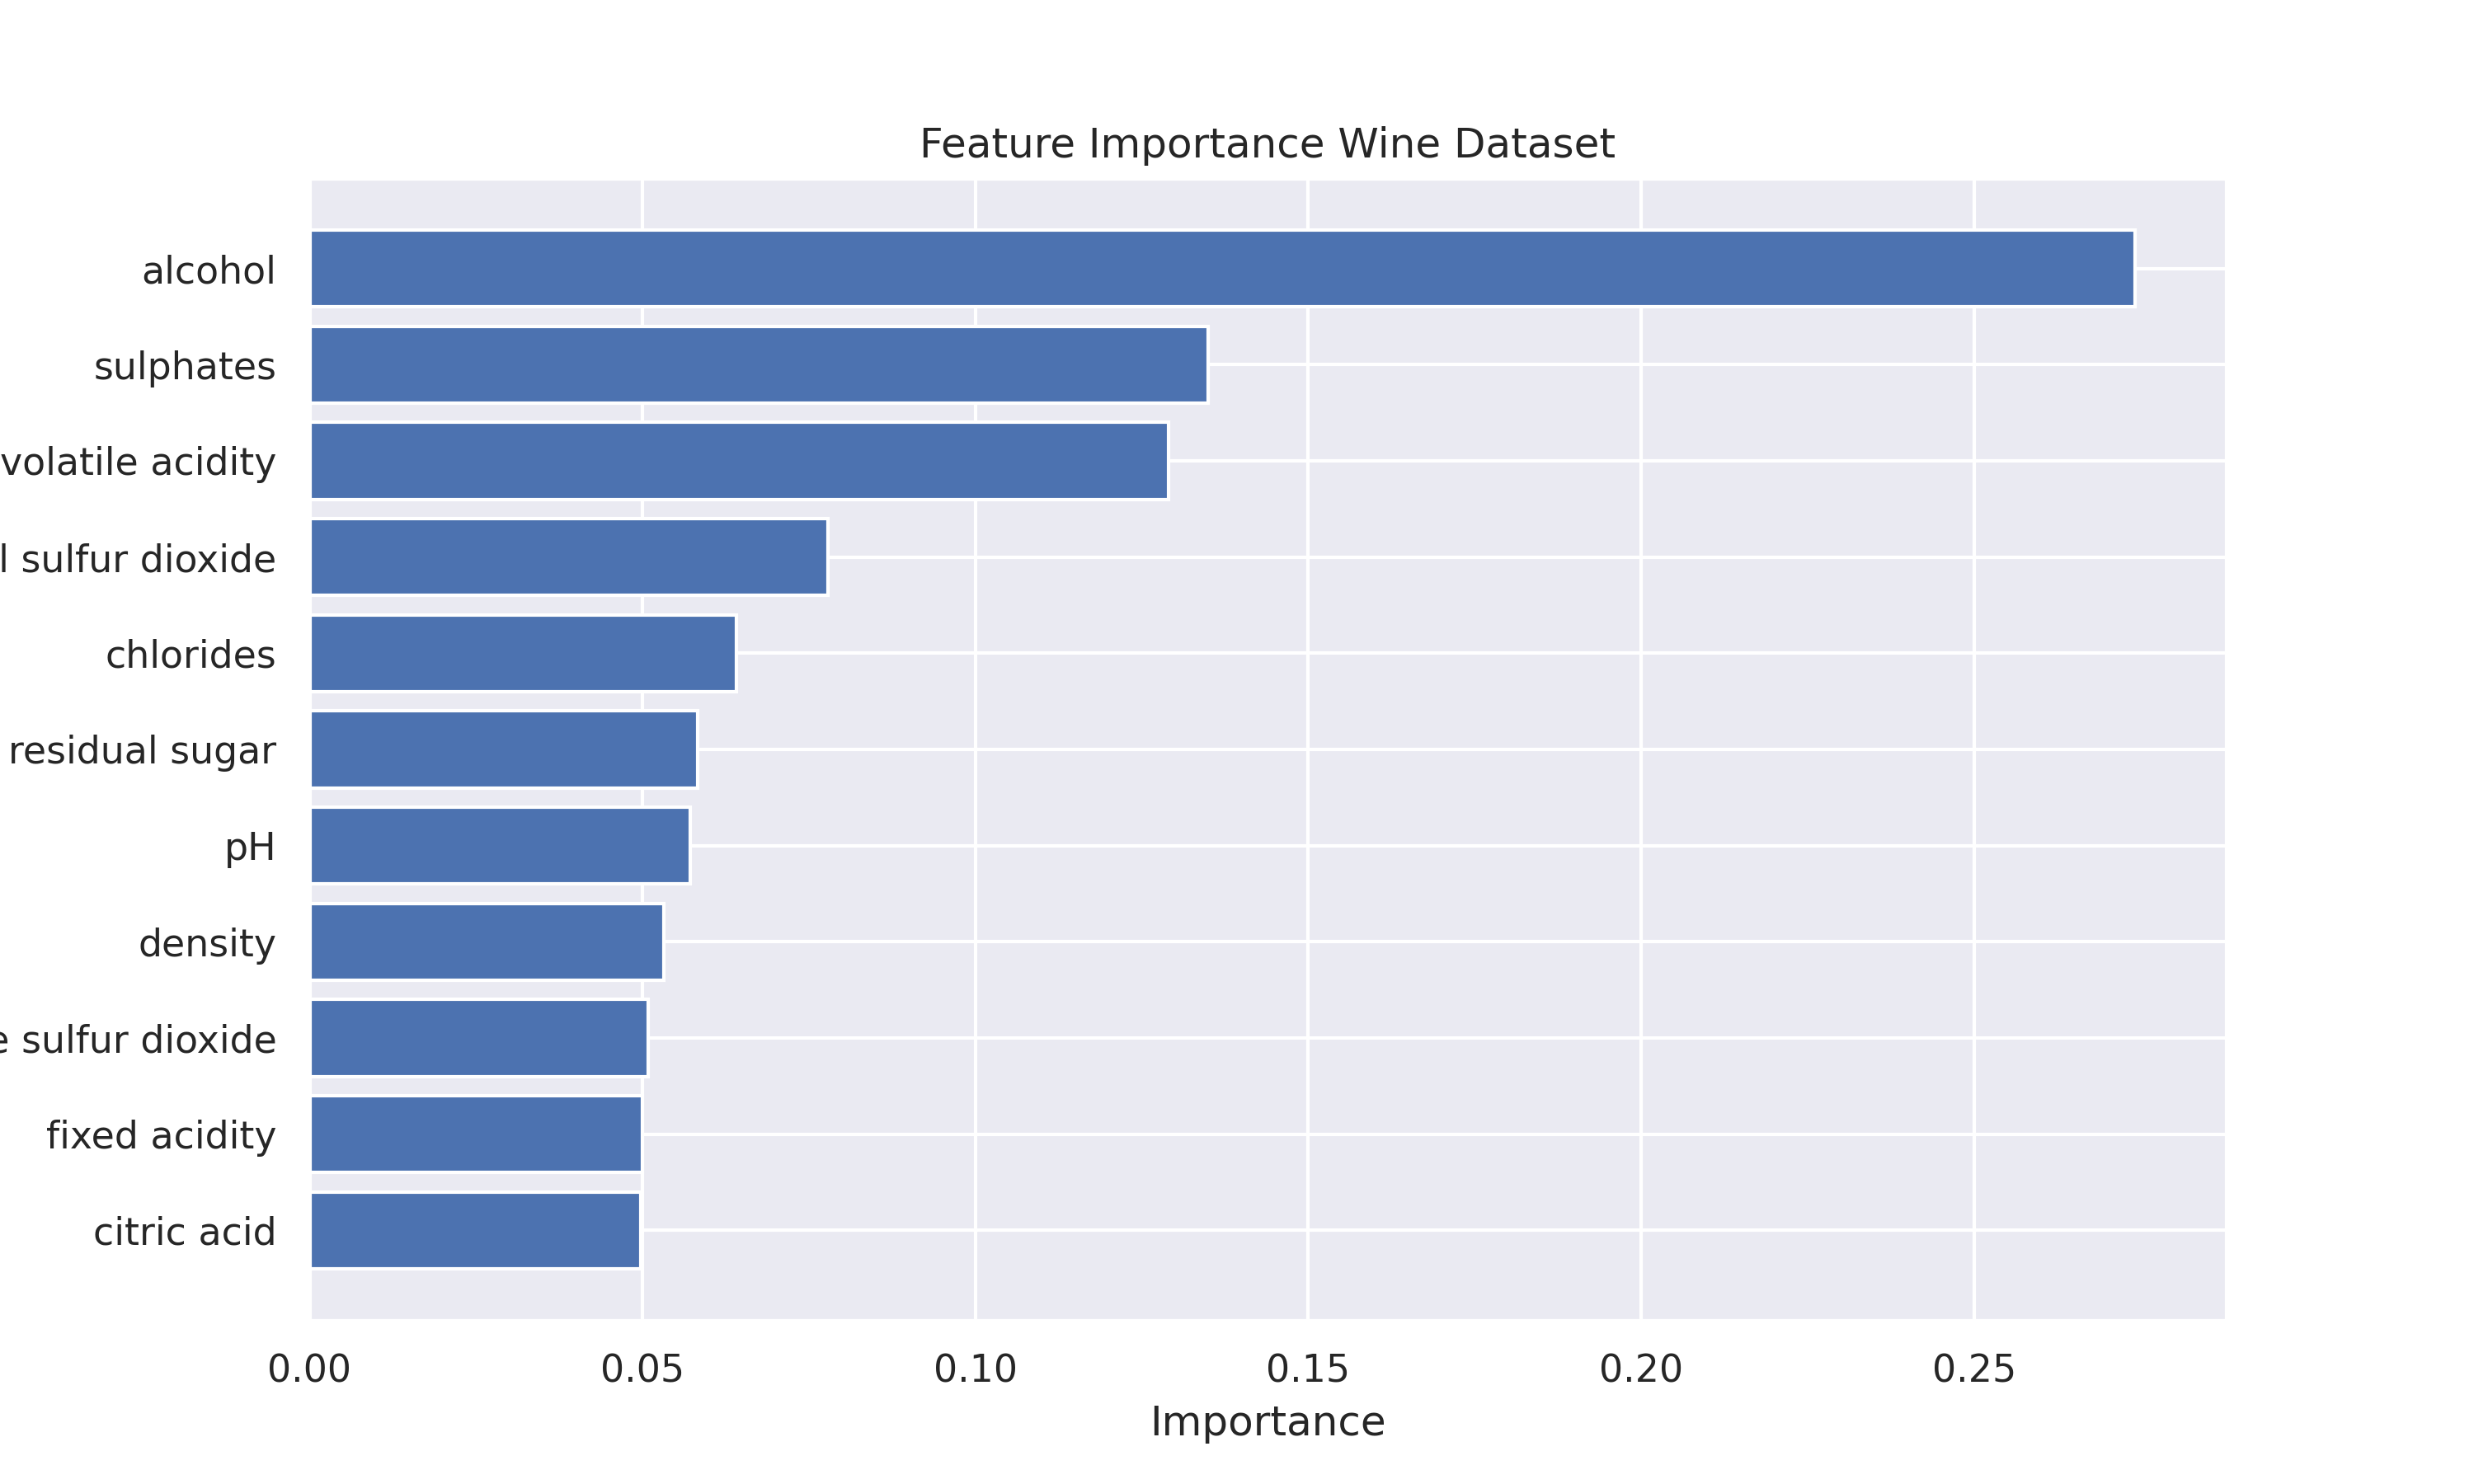 Feature Importance Wine Dataset
alcohol
sulphates
volatile acidity
l sulfur dioxide
chlorides
residual sugar
pH
density
e sulfur dioxide
fixed acidity
citric acid
0.00 0.05 0.10 0.15 0.20 0.25
Importance